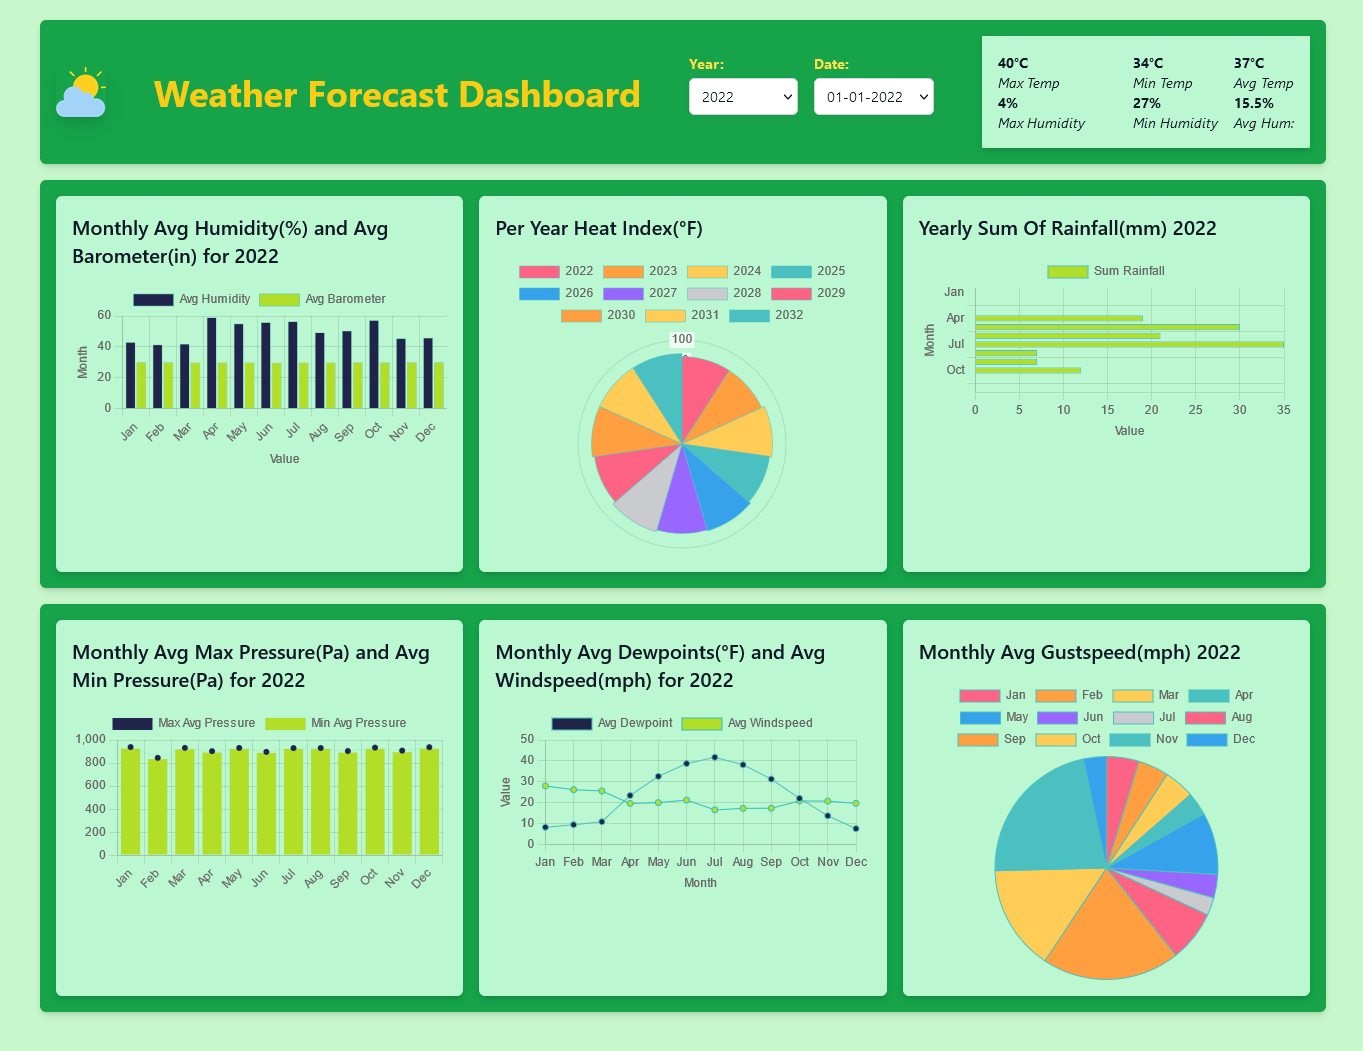 Weather Forecast Dashboard
Year:
2022
Date:
01-01-2022
40°C 34°C 37°C
Max Temp Min Temp Avg Temp
4% 27% 15.5%
Max Humidity Min Humidity Avg Hum:
Monthly Avg Humidity(%) and Avg
Barometer(in) for 2022
Avg Humidity Avg Barometer
60
40
20
0
Month
Jan Feb Mar Apr May Jun Jul Aug Sep Oct Nov Dec
Value
Per Year Heat Index(°F)
2022 2023 2024 2025
2026 2027 2028 2029
2030 2031 2032
100
Yearly Sum Of Rainfall(mm) 2022
Sum Rainfall
Jan
Apr
Jul
Oct
Month
0 5 10 15 20 25 30 35
Value
Monthly Avg Max Pressure(Pa) and Avg
Min Pressure(Pa) for 2022
Max Avg Pressure Min Avg Pressure
1,000
800
600
400
200
0
Jan Feb Mar Apr May Jun Jul Aug Sep Oct Nov Dec
Monthly Avg Dewpoints(°F) and Avg
Windspeed(mph) for 2022
Avg Dewpoint Avg Windspeed
50
40
30
20
10
0
Value
Jan Feb Mar Apr May Jun Jul Aug Sep Oct Nov Dec
Month
Monthly Avg Gustspeed(mph) 2022
Jan Feb Mar Apr
May Jun Jul Aug
Sep Oct Nov Dec